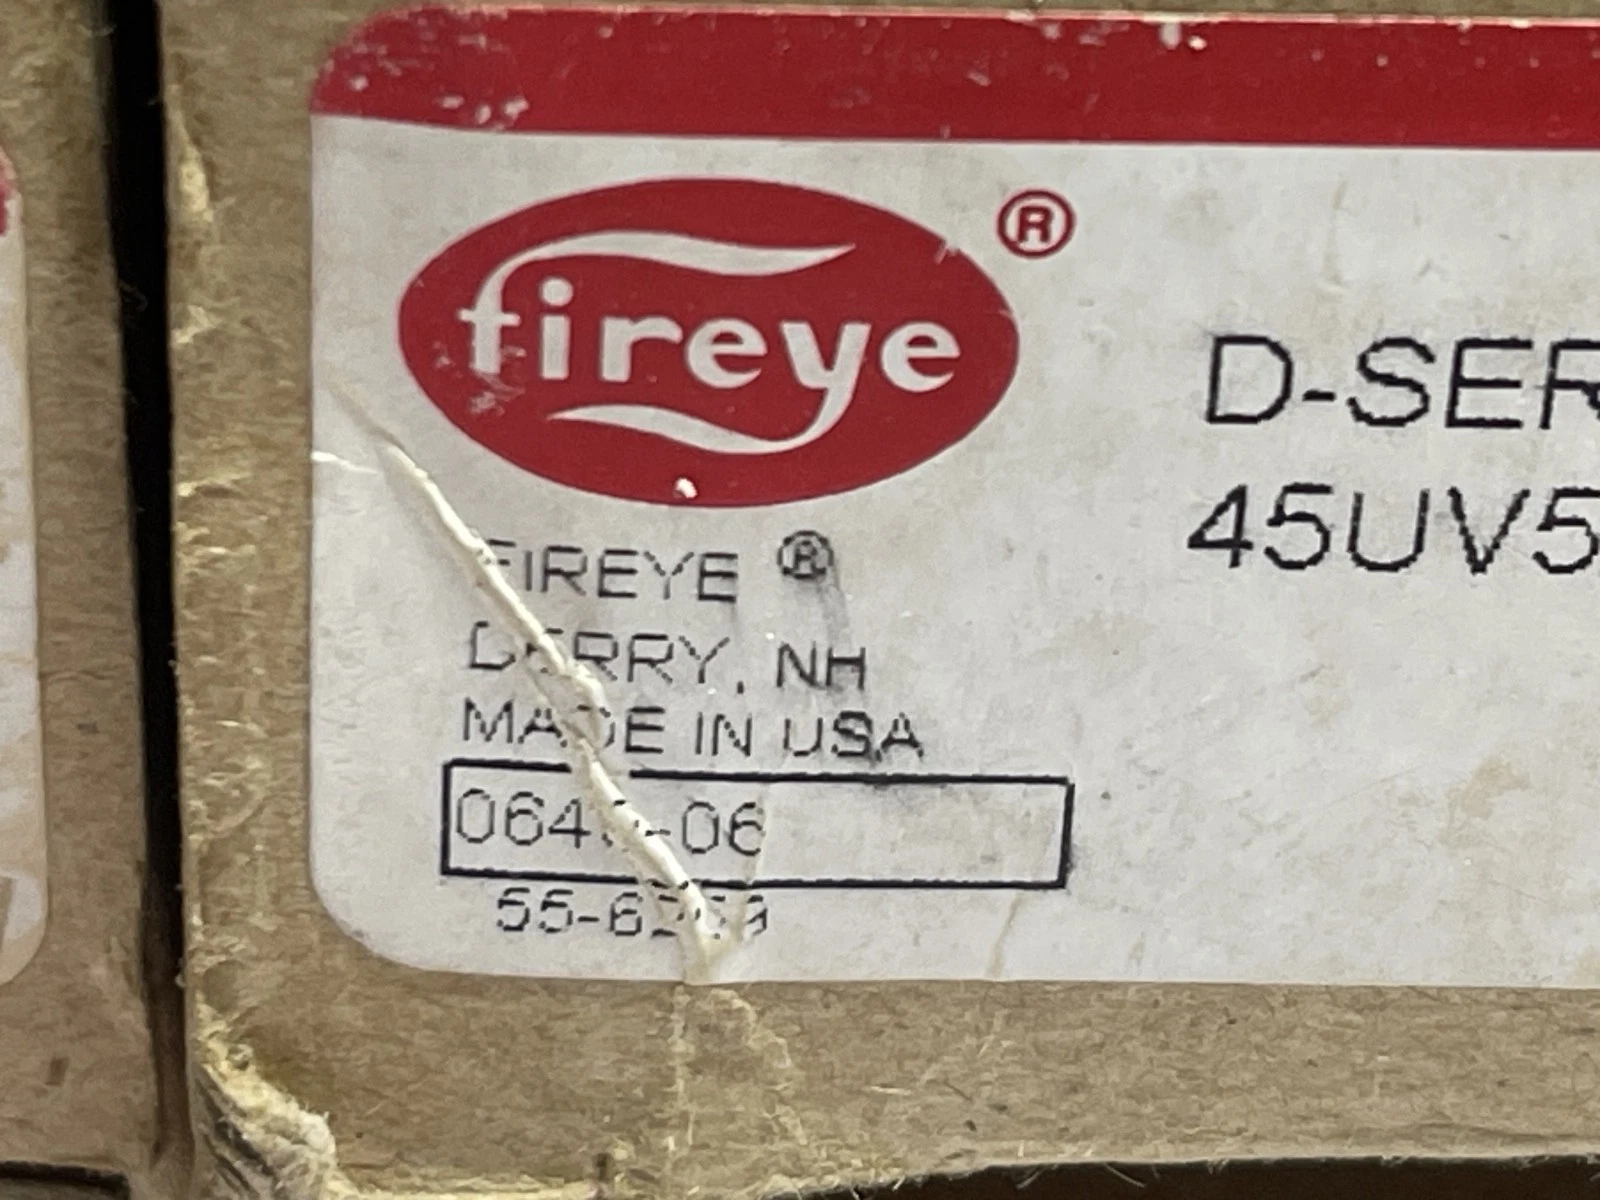 fireye®
D-SER
45UV5
FIREYE ®
DERRY, NH
MADE IN USA